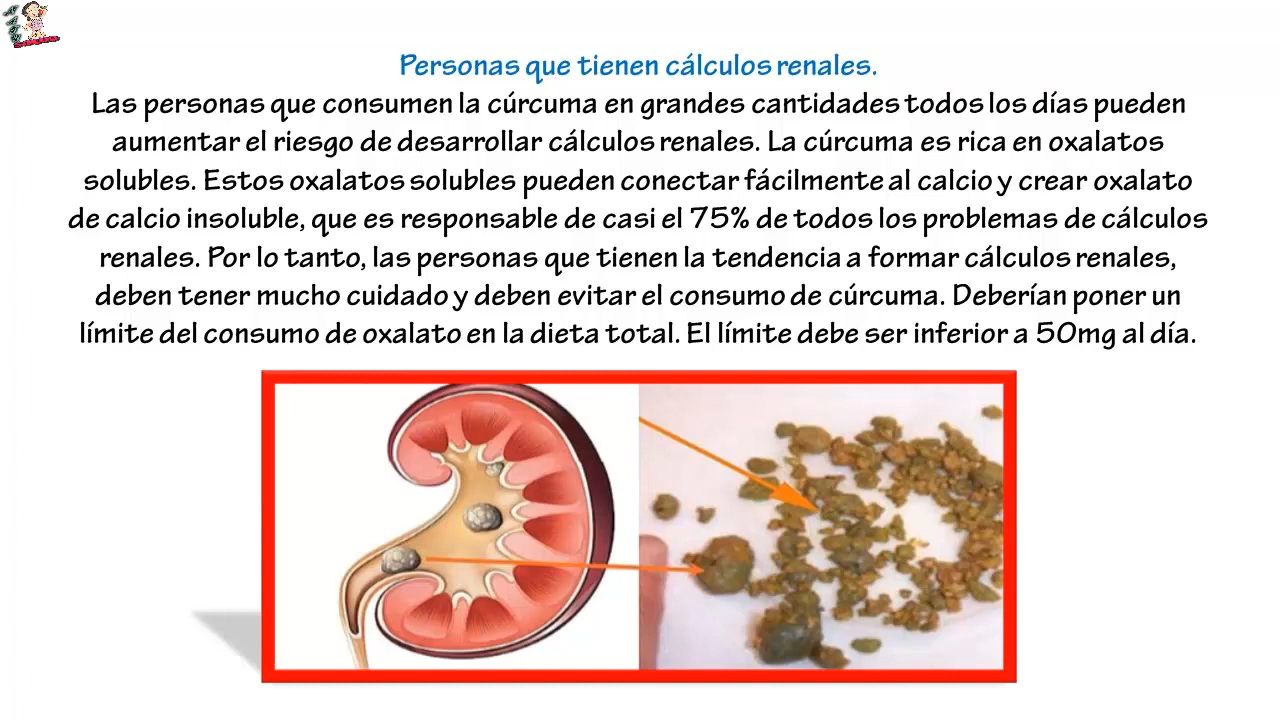 Personas que tienen cálculos renales.
Las personas que consumen la cúrcuma en grandes cantidades todos los días pueden
aumentar el riesgo de desarrollar cálculos renales. La cúrcuma es rica en oxalatos
solubles. Estos oxalatos solubles pueden conectar fácilmente al calcio y crear oxalato
de calcio insoluble, que es responsable de casi el 75% de todos los problemas de cálculos
renales. Por lo tanto, las personas que tienen la tendencia a formar cálculos renales,
deben tener mucho cuidado y deben evitar el consumo de cúrcuma. Deberían poner un
límite del consumo de oxalato en la dieta total. El límite debe ser inferior a 50mg al día.